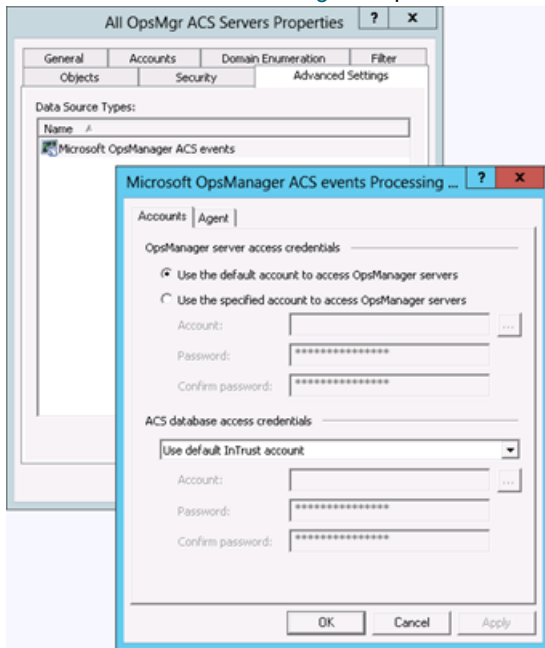 All OpsMgr ACS Servers Properties ? x
General Accounts Domain Enumeration Filter
Objects Security Advanced Settings
Data Source Types:
Name
Microsoft OpsManager ACS events
Microsoft OpsManager ACS events Processing ... ? x
Accounts Agent
OpsManager server access credentials
Use the default account to access OpsManager servers
Use the specified account to access OpsManager servers
Account: ...
Password: ***************
Confirm password: ***************
ACS database access credentials
Use default InTrust account
Account: ...
Password: ***************
Confirm password: ***************
OK Cancel Apply